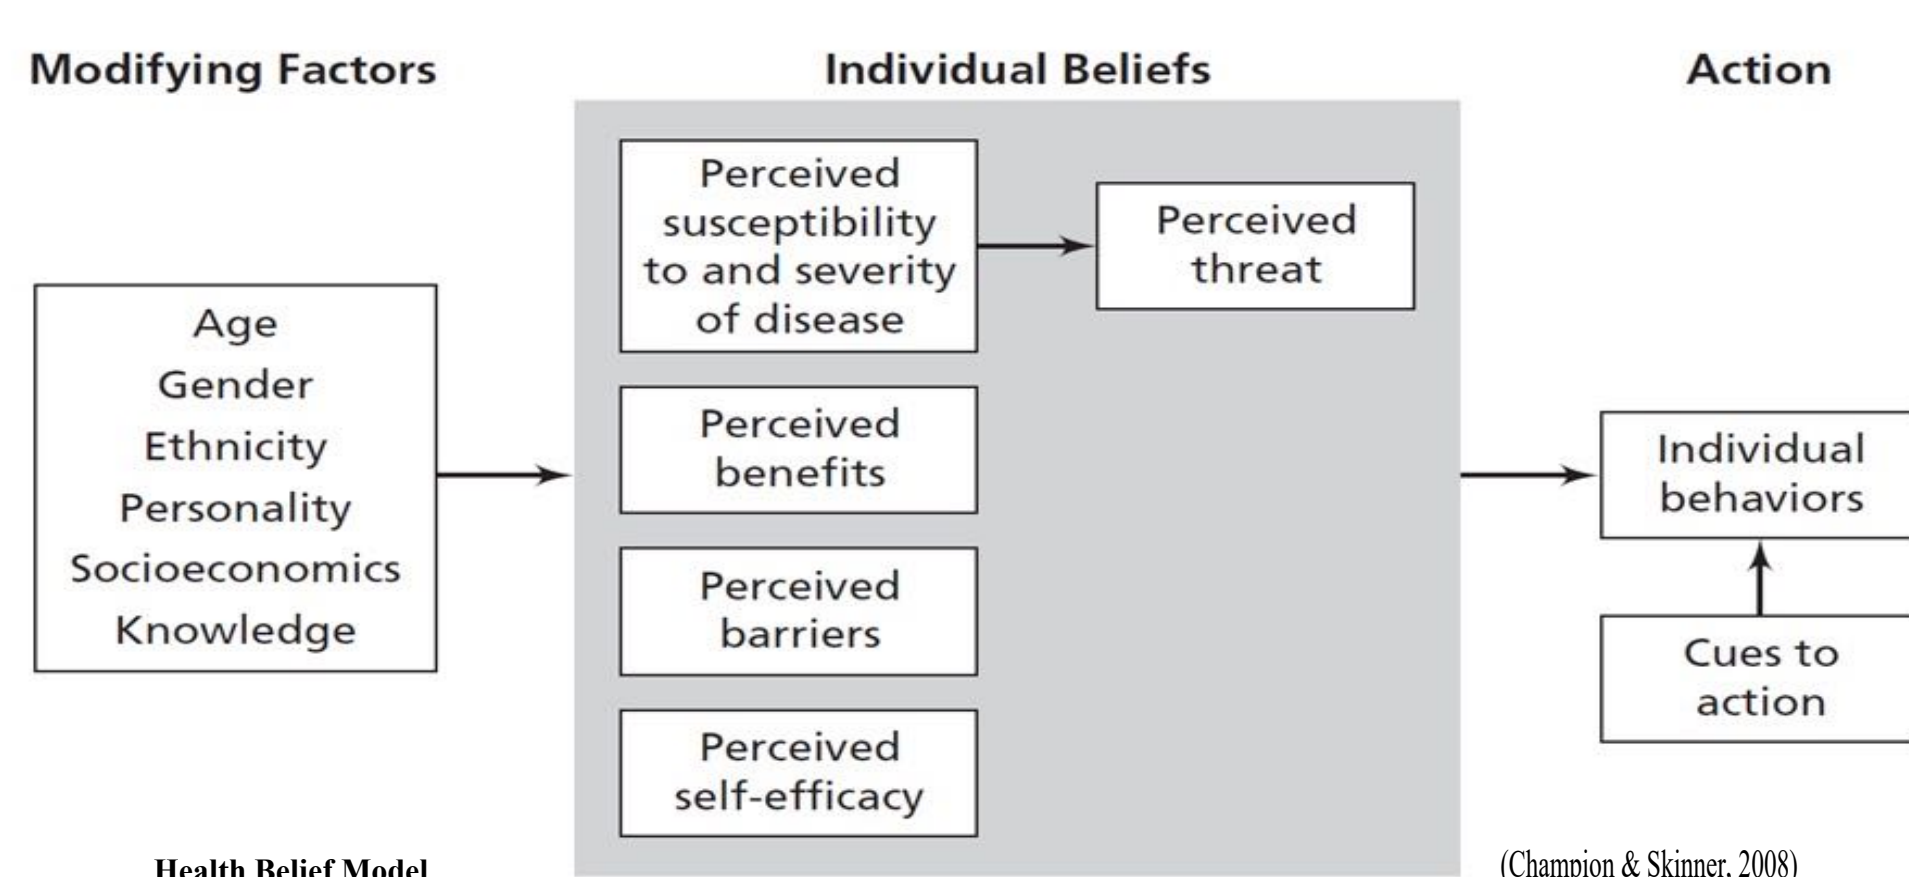 Modifying Factors
Individual Beliefs
Action
Age
Gender
Ethnicity
Personality
Socioeconomics
Knowledge
Perceived
susceptibility
to and severity
of disease
Perceived
threat
Perceived
benefits
Perceived
barriers
Perceived
self-efficacy
Individual
behaviors
Cues to
action
Health Belief Model
(Champion & Skinner, 2008)